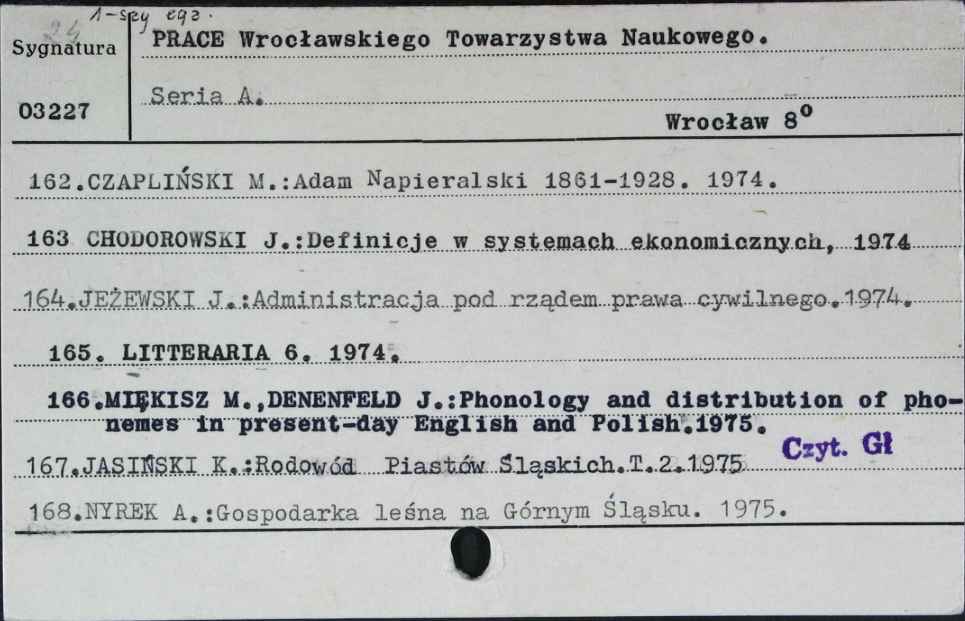 1-szy egz.
24
Sygnatura
03227
PRACE Wrocławskiego Towarzystwa Naukowego.
Seria A.
Wrocław 8º
162.CZAPLIŃSKI M.:Adam Napieralski 1861-1928. 1974.
163 CHODOROWSKI J.:Definicje w systemach ekonomicznych, 1974
164.JEŻEWSKI J.:Administracja pod rządem prawa cywilnego.1974.
165. LITTERARIA 6. 1974.
166.MIĘKISZ M.,DENENFELD J.:Phonology and distribution of pho-
nemes in present-day English and Polish.1975.
Czyt. Gł
167.JASIŃSKI K.:Rodowód Piastów Śląskich.T.2.1975
168.NYREK A.:Gospodarka leśna na Górnym Śląsku. 1975.